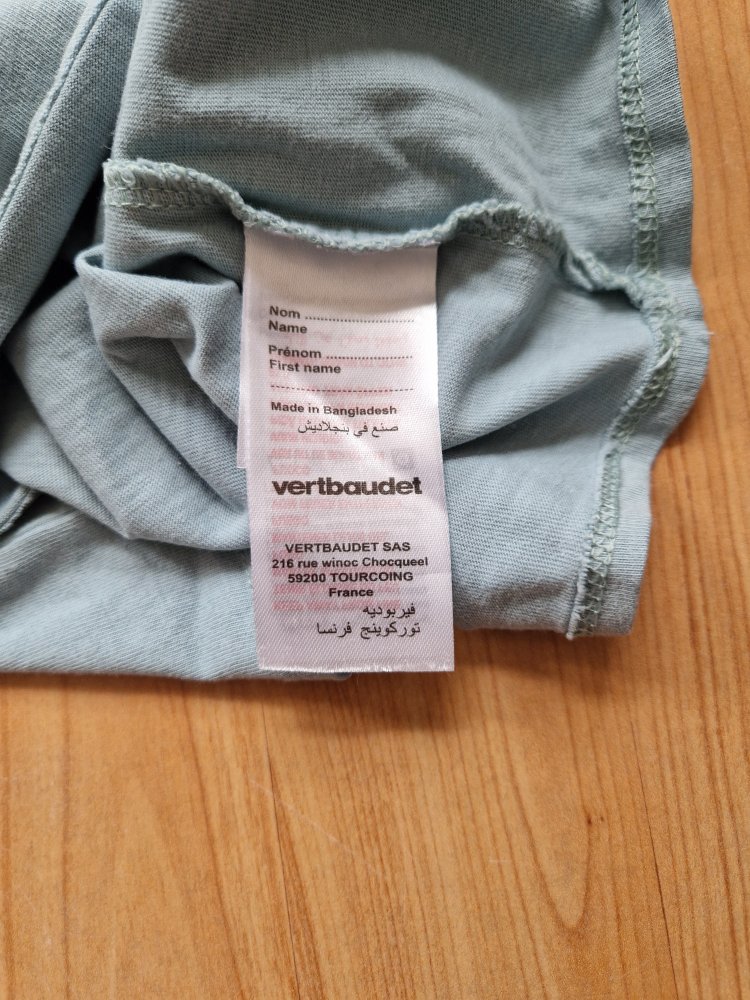 Nom ........................................
Name
Prénom ................................
First name
.....................................................
Made in Bangladesh
صنع في بنجلاديش
vertbaudet
VERTBAUDET SAS
216 rue winoc Chocqueel
59200 TOURCOING
France
فيربوديه
توركوينج فرنسا